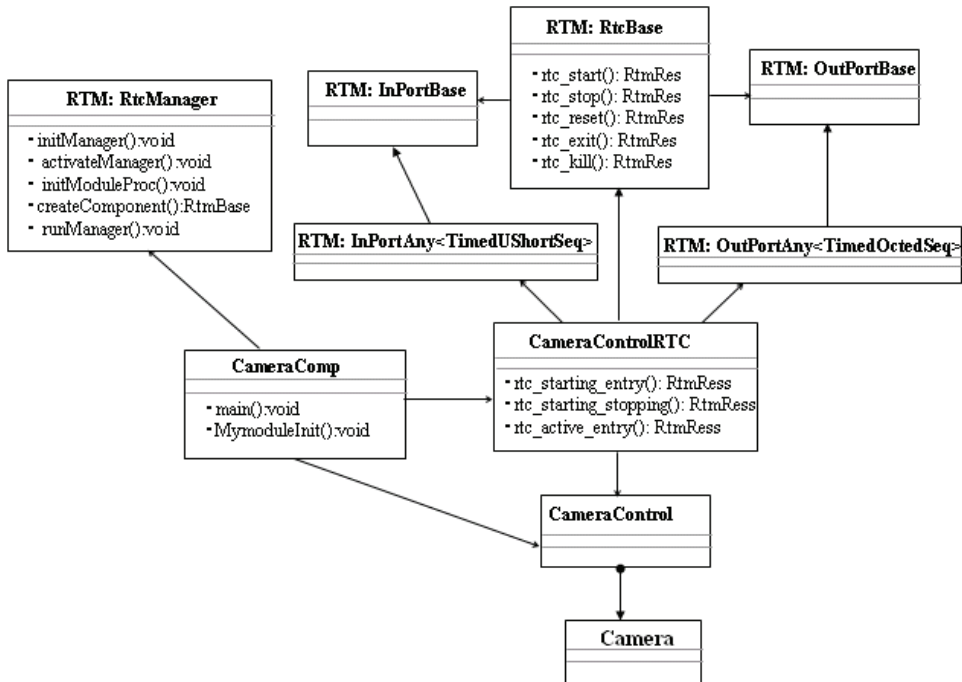 RTM: RtcBase
- rtc_start(): RtmRes
- rtc_stop(): RtmRes
- rtc_reset(): RtmRes
- rtc_exit(): RtmRes
- rtc_kill(): RtmRes
RTM: InPortBase
RTM: OutPortBase
RTM: RtcManager
- initManager():void
- activateManager():void
- initModuleProc():void
- createComponent():RtmBase
- runManager():void
RTM: InPortAny<TimedUShortSeq>
RTM: OutPortAny<TimedOctedSeq>
CameraComp
- main():void
- MymoduleInit():void
CameraControlRTC
- rtc_starting_entry(): RtmRess
- rtc_starting_stopping(): RtmRess
- rtc_active_entry(): RtmRess
CameraControl
Camera